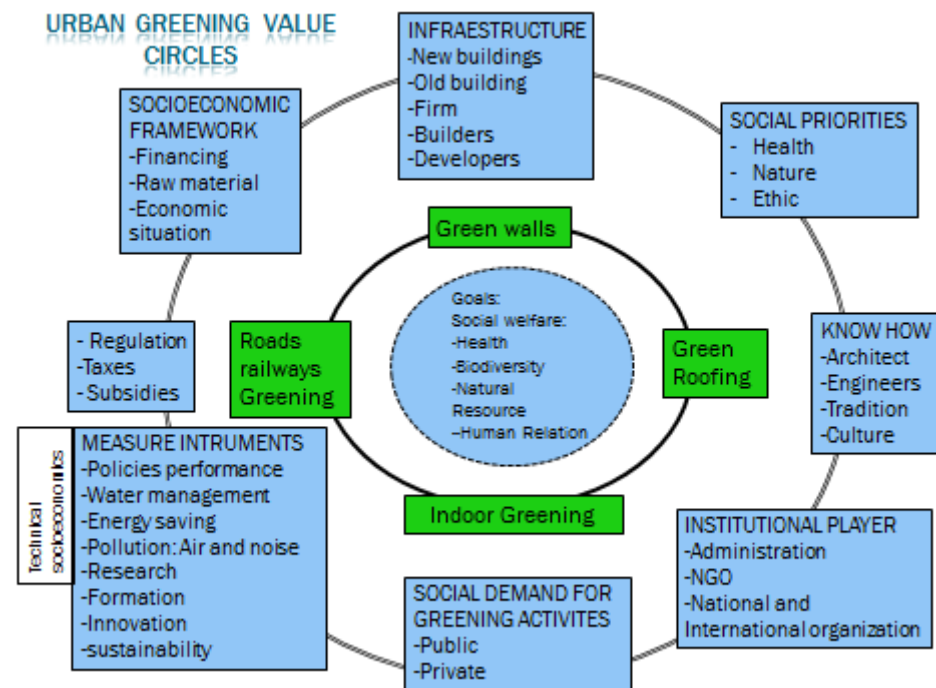 URBAN GREENING VALUE
CIRCLES
INFRAESTRUCTURE
-New buildings
-Old building
-Firm
-Builders
-Developers
SOCIOECONOMIC
FRAMEWORK
-Financing
-Raw material
-Economic
situation
SOCIAL PRIORITIES
- Health
- Nature
- Ethic
Green walls
Goals:
Social welfare:
-Health
-Biodiversity
-Natural
Resource
–Human Relation
- Regulation
-Taxes
- Subsidies
Roads
railways
Greening
Green
Roofing
KNOW HOW
-Architect
-Engineers
-Tradition
-Culture
Technical
socioeconomics
MEASURE INTRUMENTS
-Policies performance
-Water management
-Energy saving
-Pollution: Air and noise
-Research
-Formation
-Innovation
-sustainability
Indoor Greening
INSTITUTIONAL PLAYER
-Administration
-NGO
-National and
International organization
SOCIAL DEMAND FOR
GREENING ACTIVITES
-Public
-Private